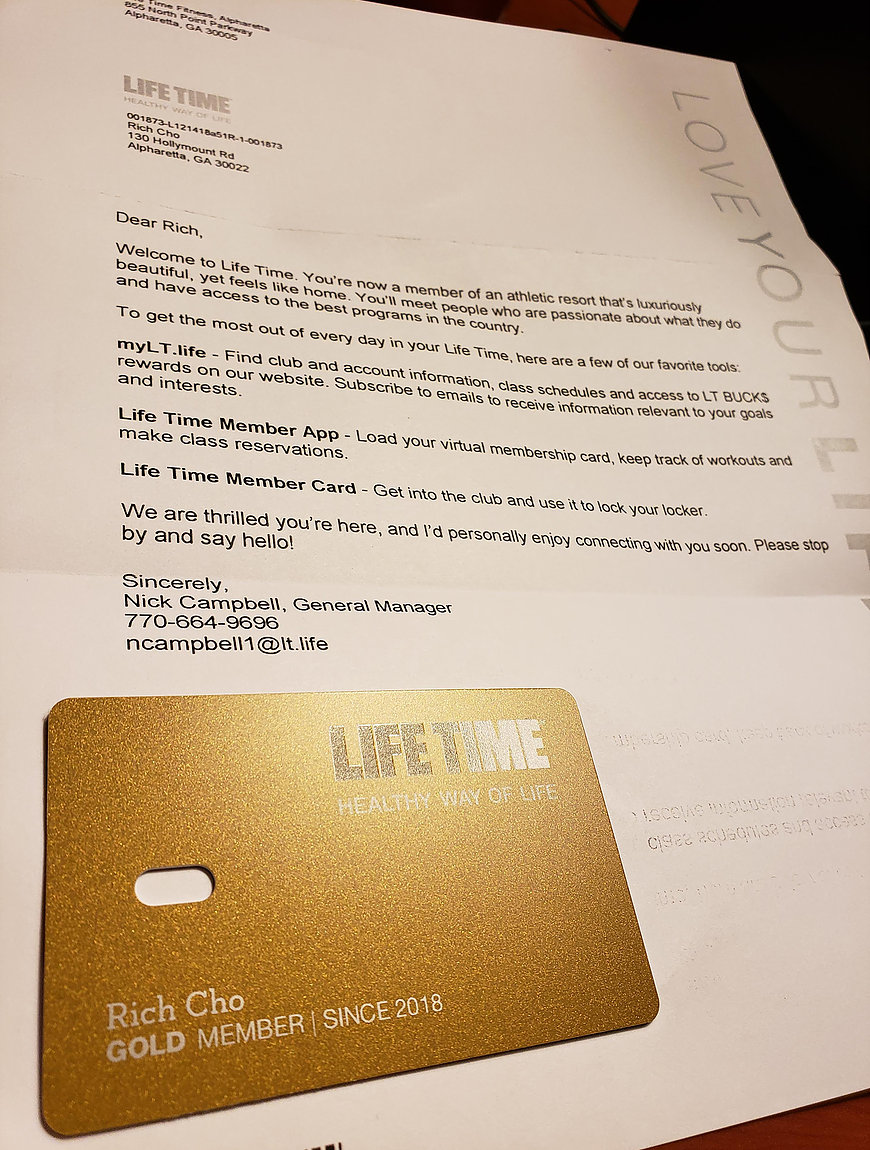 Time Fitness, Alpharetta
855 North Point Parkway
Alpharetta, GA 30005
LIFE TIME
HEALTHY WAY OF LIFE
001873-L121418a51R-1-001873
Rich Cho
130 Hollymount Rd
Alpharetta, GA 30022
LOVE YOUR
Dear Rich,
Welcome to Life Time. You're now a member of an athletic resort that's luxuriously
beautiful, yet feels like home. You'll meet people who are passionate about what they do
and have access to the best programs in the country.
To get the most out of every day in your Life Time, here are a few of our favorite tools:
myLT.life - Find club and account information, class schedules and access to LT BUCK$
rewards on our website. Subscribe to emails to receive information relevant to your goals
and interests.
Life Time Member App - Load your virtual membership card, keep track of workouts and
make class reservations.
Life Time Member Card - Get into the club and use it to lock your locker.
We are thrilled you're here, and I'd personally enjoy connecting with you soon. Please stop
by and say hello!
Sincerely,
Nick Campbell, General Manager
770-664-9696
ncampbell1@lt.life
LIFE TIME
HEALTHY WAY OF LIFE
Rich Cho
GOLD MEMBER | SINCE 2018